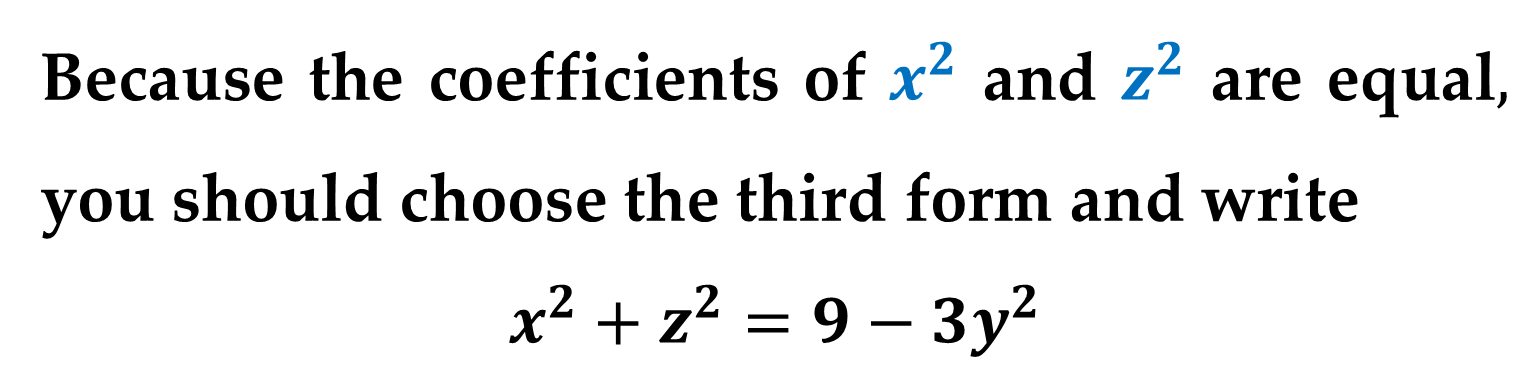 Because the coefficients of x² and z² are equal,
you should choose the third form and write
x² + z² = 9 − 3y²